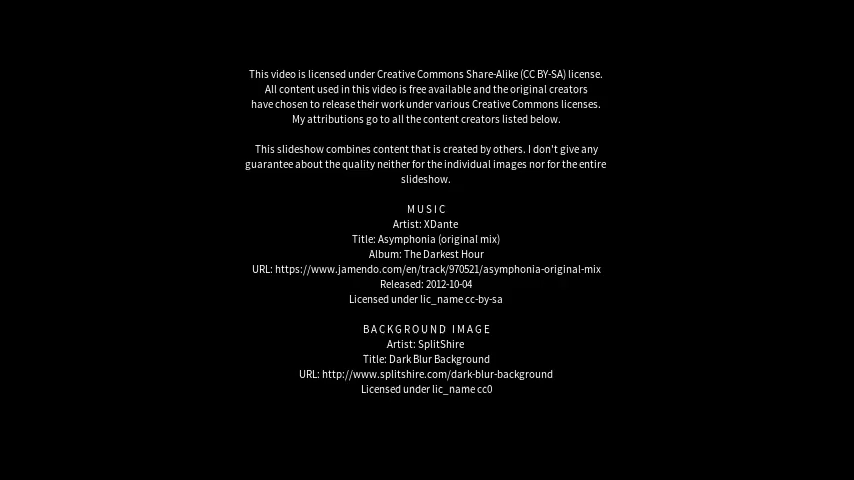 This video is licensed under Creative Commons Share-Alike (CC BY-SA) license.
All content used in this video is free available and the original creators
have chosen to release their work under various Creative Commons licenses.
My attributions go to all the content creators listed below.
This slideshow combines content that is created by others. I don't give any
guarantee about the quality neither for the individual images nor for the entire
slideshow.
MUSIC
Artist: XDante
Title: Asymphonia (original mix)
Album: The Darkest Hour
URL: https://www.jamendo.com/en/track/970521/asymphonia-original-mix
Released: 2012-10-04
Licensed under lic_name cc-by-sa
BACKGROUND IMAGE
Artist: SplitShire
Title: Dark Blur Background
URL: http://www.splitshire.com/dark-blur-background
Licensed under lic_name cc0